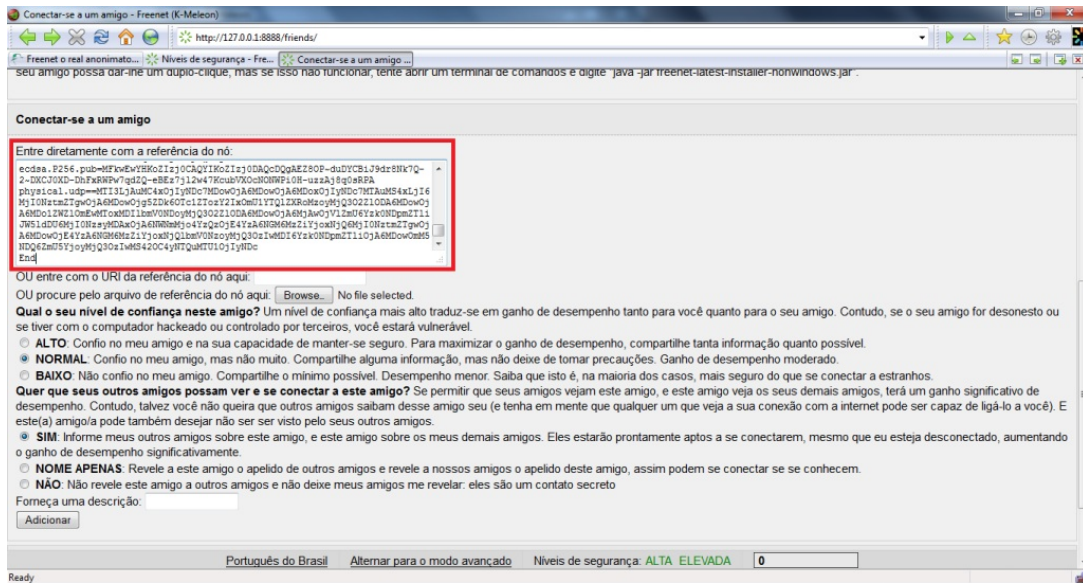 Conectar-se a um amigo - Freenet (K-Meleon)
http://127.0.0.1:8888/friends/
Freenet o real anonimato... Níveis de segurança - Fre... Conectar-se a um amigo ...
seu amigo possa dar-lhe um duplo-clique, mas se isso não funcionar, tente abrir um terminal de comandos e digite "java -jar freenet-latest-installer-nonwindows.jar".
Conectar-se a um amigo
Entre diretamente com a referência do nó:
End
OU entre com o URI da referência do nó aqui:
OU procure pelo arquivo de referência do nó aqui: Browse.. No file selected.
Qual o seu nível de confiança neste amigo? Um nível de confiança mais alto traduz-se em ganho de desempenho tanto para você quanto para o seu amigo. Contudo, se o seu amigo for desonesto ou
se tiver com o computador hackeado ou controlado por terceiros, você estará vulnerável.
ALTO: Confio no meu amigo e na sua capacidade de manter-se seguro. Para maximizar o ganho de desempenho, compartilhe tanta informação quanto possível.
NORMAL: Confio no meu amigo, mas não muito. Compartilhe alguma informação, mas não deixe de tomar precauções. Ganho de desempenho moderado.
BAIXO: Não confio no meu amigo. Compartilhe o mínimo possível. Desempenho menor. Saiba que isto é, na maioria dos casos, mais seguro do que se conectar a estranhos.
Quer que seus outros amigos possam ver e se conectar a este amigo? Se permitir que seus amigos vejam este amigo, e este amigo veja os seus demais amigos, terá um ganho significativo de
desempenho. Contudo, talvez você não queira que outros amigos saibam desse amigo seu (e tenha em mente que qualquer um que veja a sua conexão com a internet pode ser capaz de ligá-lo a você). E
este(a) amigo/a pode também desejar não ser ser visto pelo seus outros amigos.
SIM: Informe meus outros amigos sobre este amigo, e este amigo sobre os meus demais amigos. Eles estarão prontamente aptos a se conectarem, mesmo que eu esteja desconectado, aumentando
o ganho de desempenho significativamente.
NOME APENAS: Revele a este amigo o apelido de outros amigos e revele a nossos amigos o apelido deste amigo, assim podem se conectar se se conhecem.
NÃO: Não revele este amigo a outros amigos e não deixe meus amigos me revelar: eles são um contato secreto
Forneça uma descrição:
Adicionar
Português do Brasil Alternar para o modo avançado Níveis de segurança: ALTA ELEVADA 0
Ready